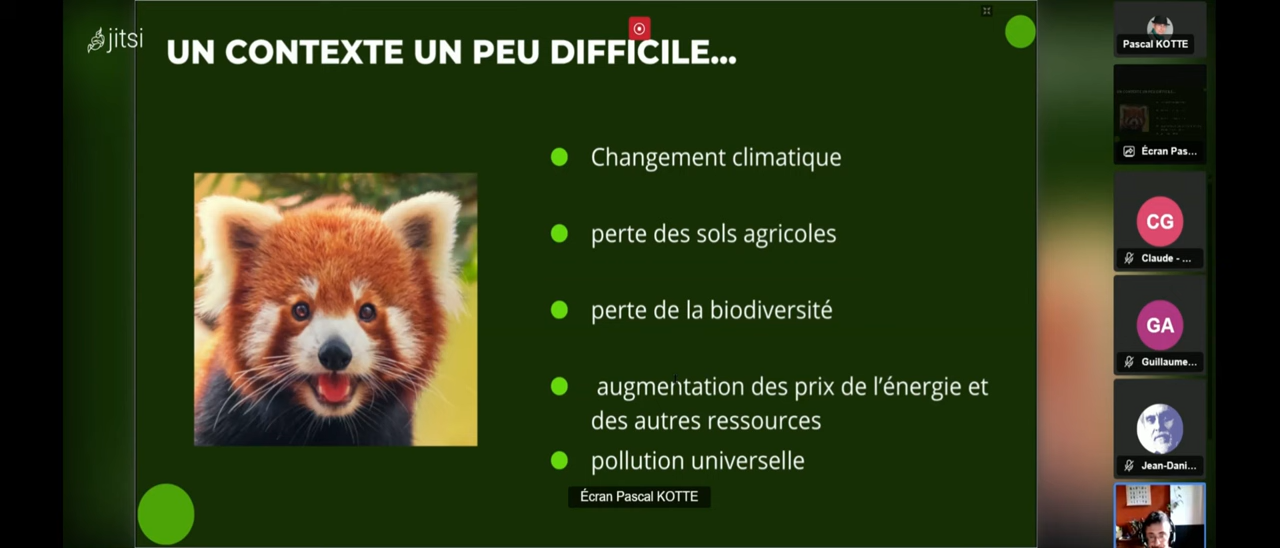 jitsi
UN CONTEXTE UN PEU DIFFICILE...
Changement climatique
perte des sols agricoles
perte de la biodiversité
augmentation des prix de l'énergie et
des autres ressources
pollution universelle
Écran Pascal KOTTE
Pascal KOTTE
Écran Pas...
CG
Claude - ...
GA
Guillaume...
Jean-Dani...